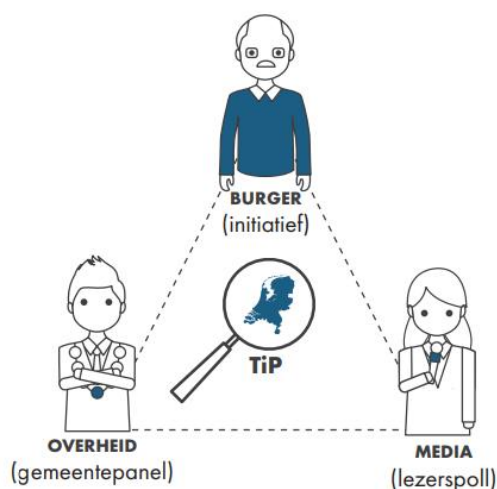 BURGER
(initiatief)
TiP
OVERHEID
(gemeentepanel)
MEDIA
(lezerspoll)